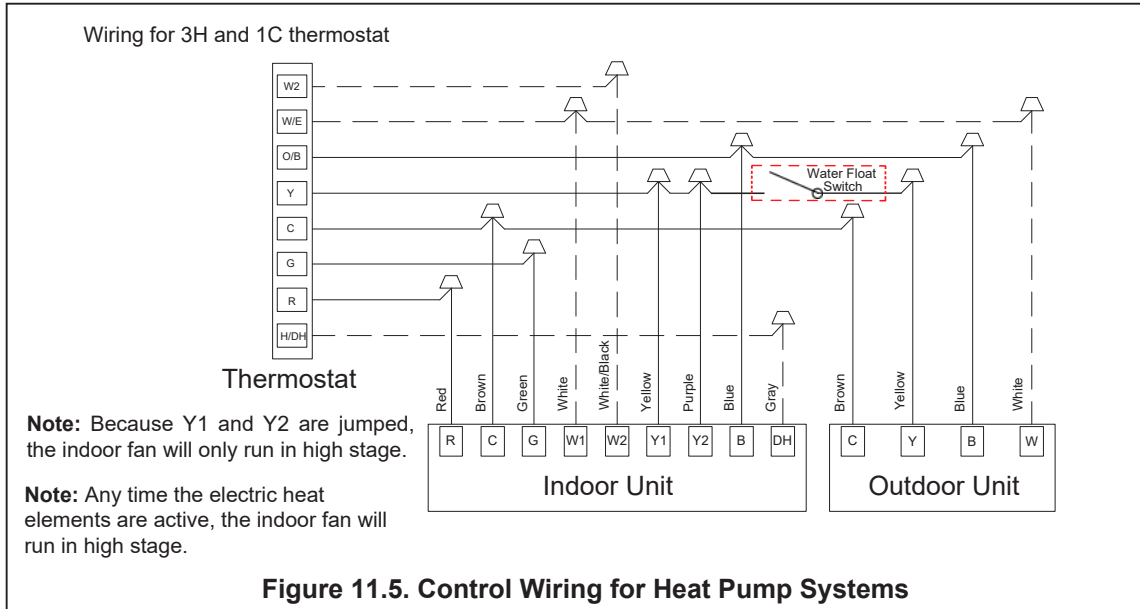 Wiring for 3H and 1C thermostat
W2
W/E
O/B
Y
C
G
R
H/DH
Thermostat
Water Float
Switch
Note: Because Y1 and Y2 are jumped,
the indoor fan will only run in high stage.
Note: Any time the electric heat
elements are active, the indoor fan will
run in high stage.
Red
Brown
Green
White
White/Black
Yellow
Purple
Blue
Gray
Brown
Yellow
Blue
White
R C G W1 W2 Y1 Y2 B DH
Indoor Unit
C Y B W
Outdoor Unit
Figure 11.5. Control Wiring for Heat Pump Systems